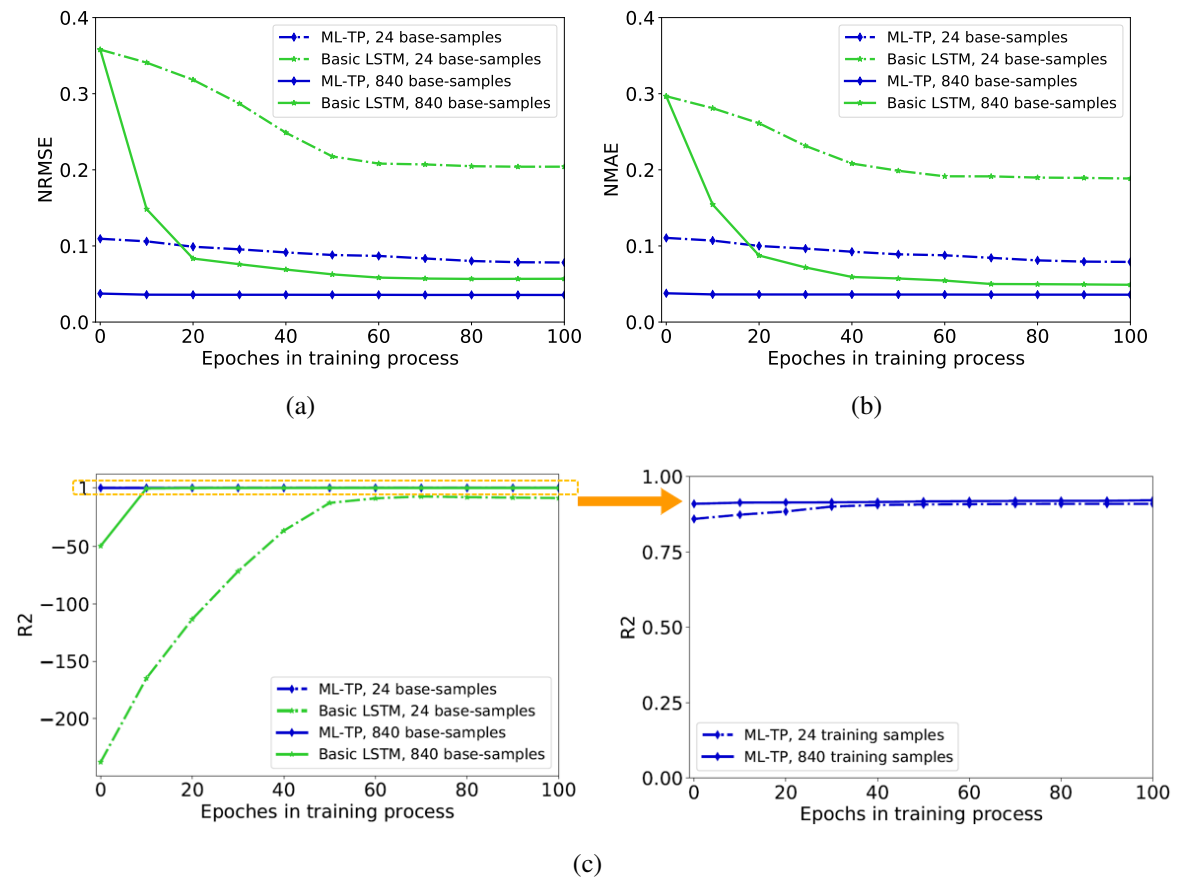 0.4
0.3
0.2
0.1
0.0
NRMSE
ML-TP, 24 base-samples
Basic LSTM, 24 base-samples
ML-TP, 840 base-samples
Basic LSTM, 840 base-samples
0 20 40 60 80 100
Epoches in training process
(a)
0.4
0.3
0.2
0.1
0.0
NMAE
ML-TP, 24 base-samples
Basic LSTM, 24 base-samples
ML-TP, 840 base-samples
Basic LSTM, 840 base-samples
0 20 40 60 80 100
Epoches in training process
(b)
1
−50
−100
−150
−200
R2
ML-TP, 24 base-samples
Basic LSTM, 24 base-samples
ML-TP, 840 base-samples
Basic LSTM, 840 base-samples
0 20 40 60 80 100
Epoches in training process
1.00
0.75
0.50
0.25
0.00
R2
ML-TP, 24 training samples
ML-TP, 840 training samples
0 20 40 60 80 100
Epochs in training process
(c)